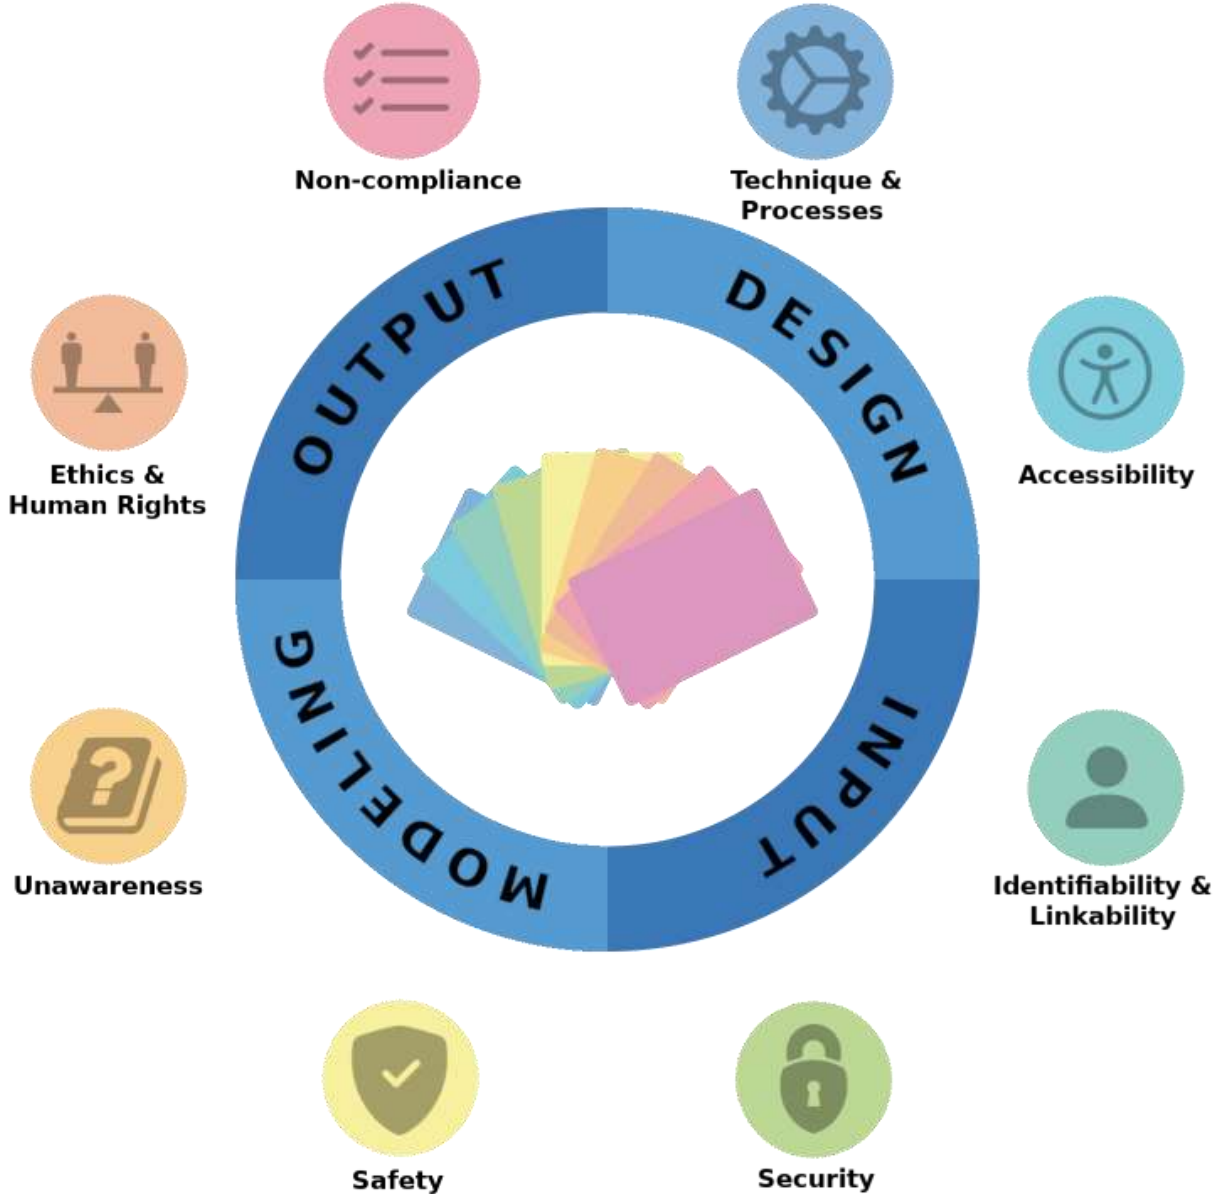 Non-compliance
Technique &
Processes
OUTPUT
DESIGN
Ethics &
Human Rights
Accessibility
MODELING
INPUT
Unawareness
Identifiability &
Linkability
Safety
Security